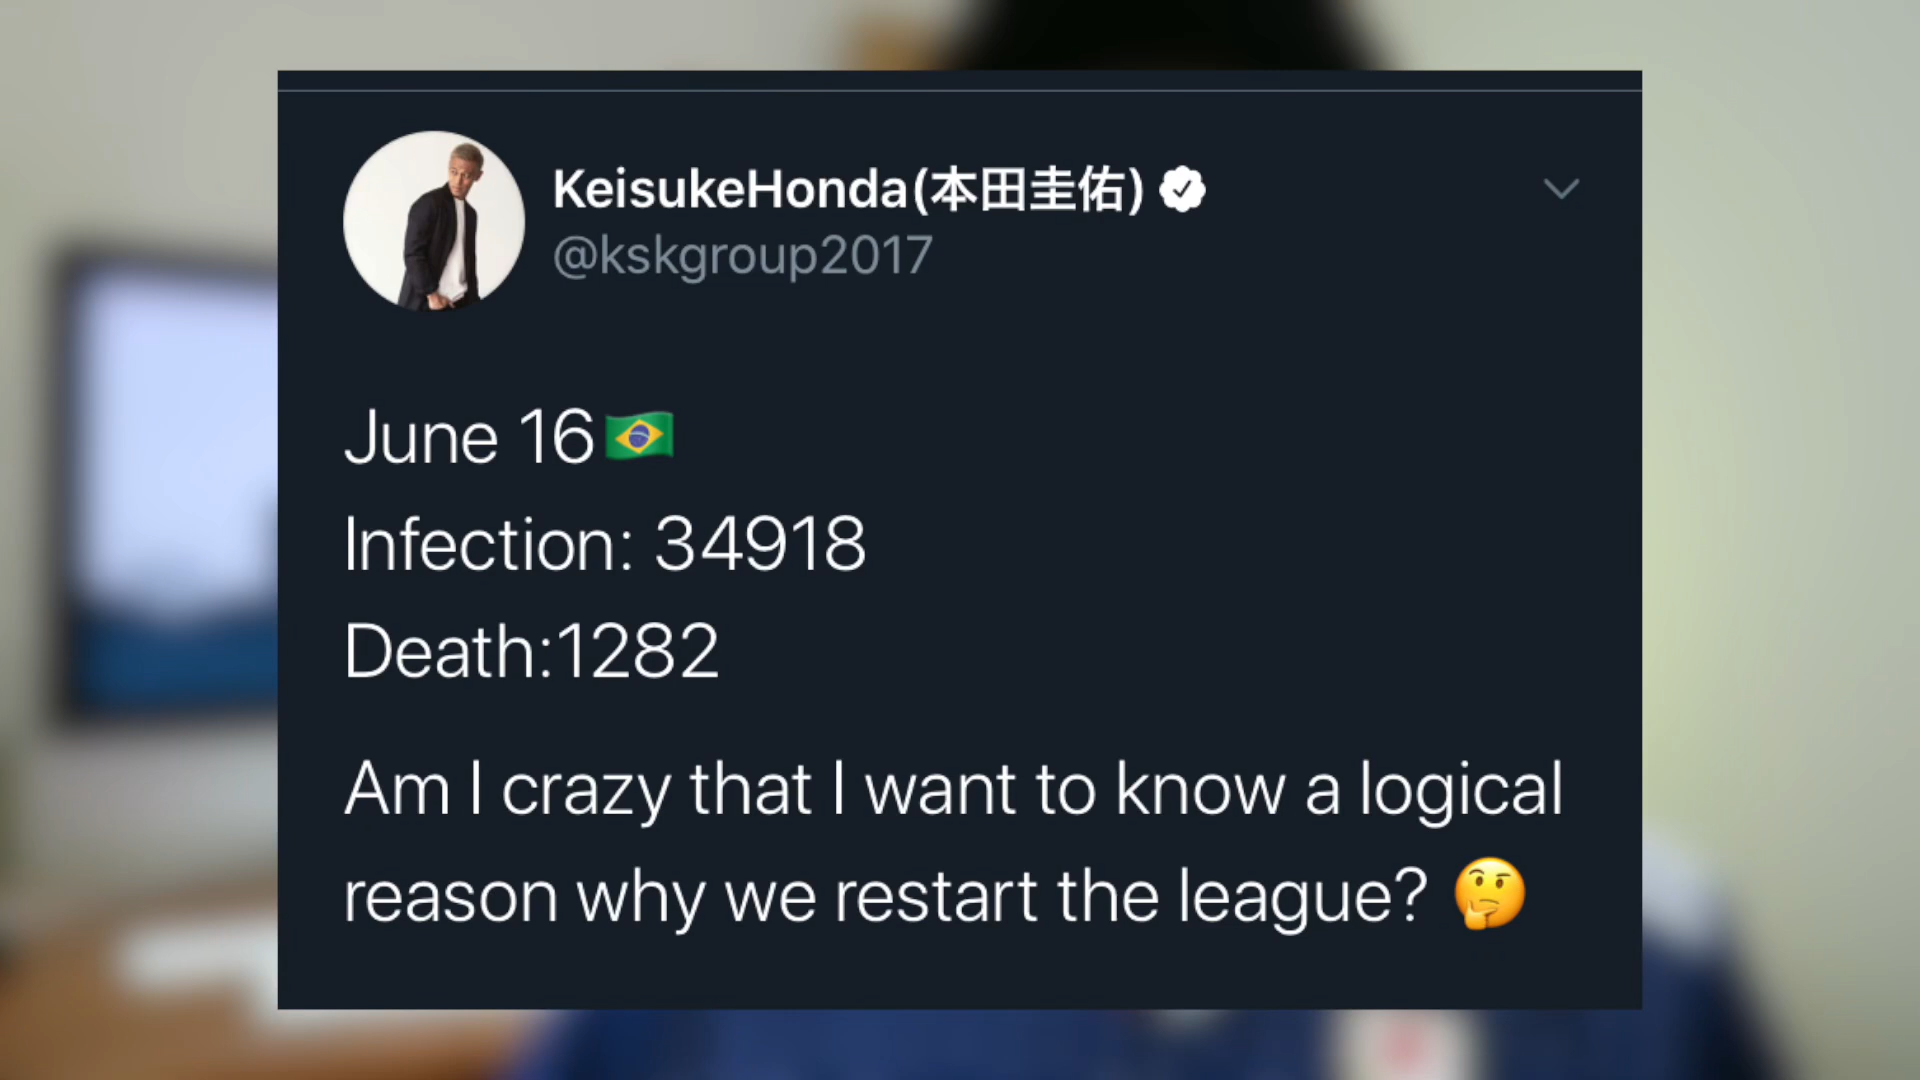 KeisukeHonda(本田圭佑)
@kskgroup2017
June 16🇧🇷
Infection: 34918
Death:1282
Am I crazy that I want to know a logical
reason why we restart the league? 🤔